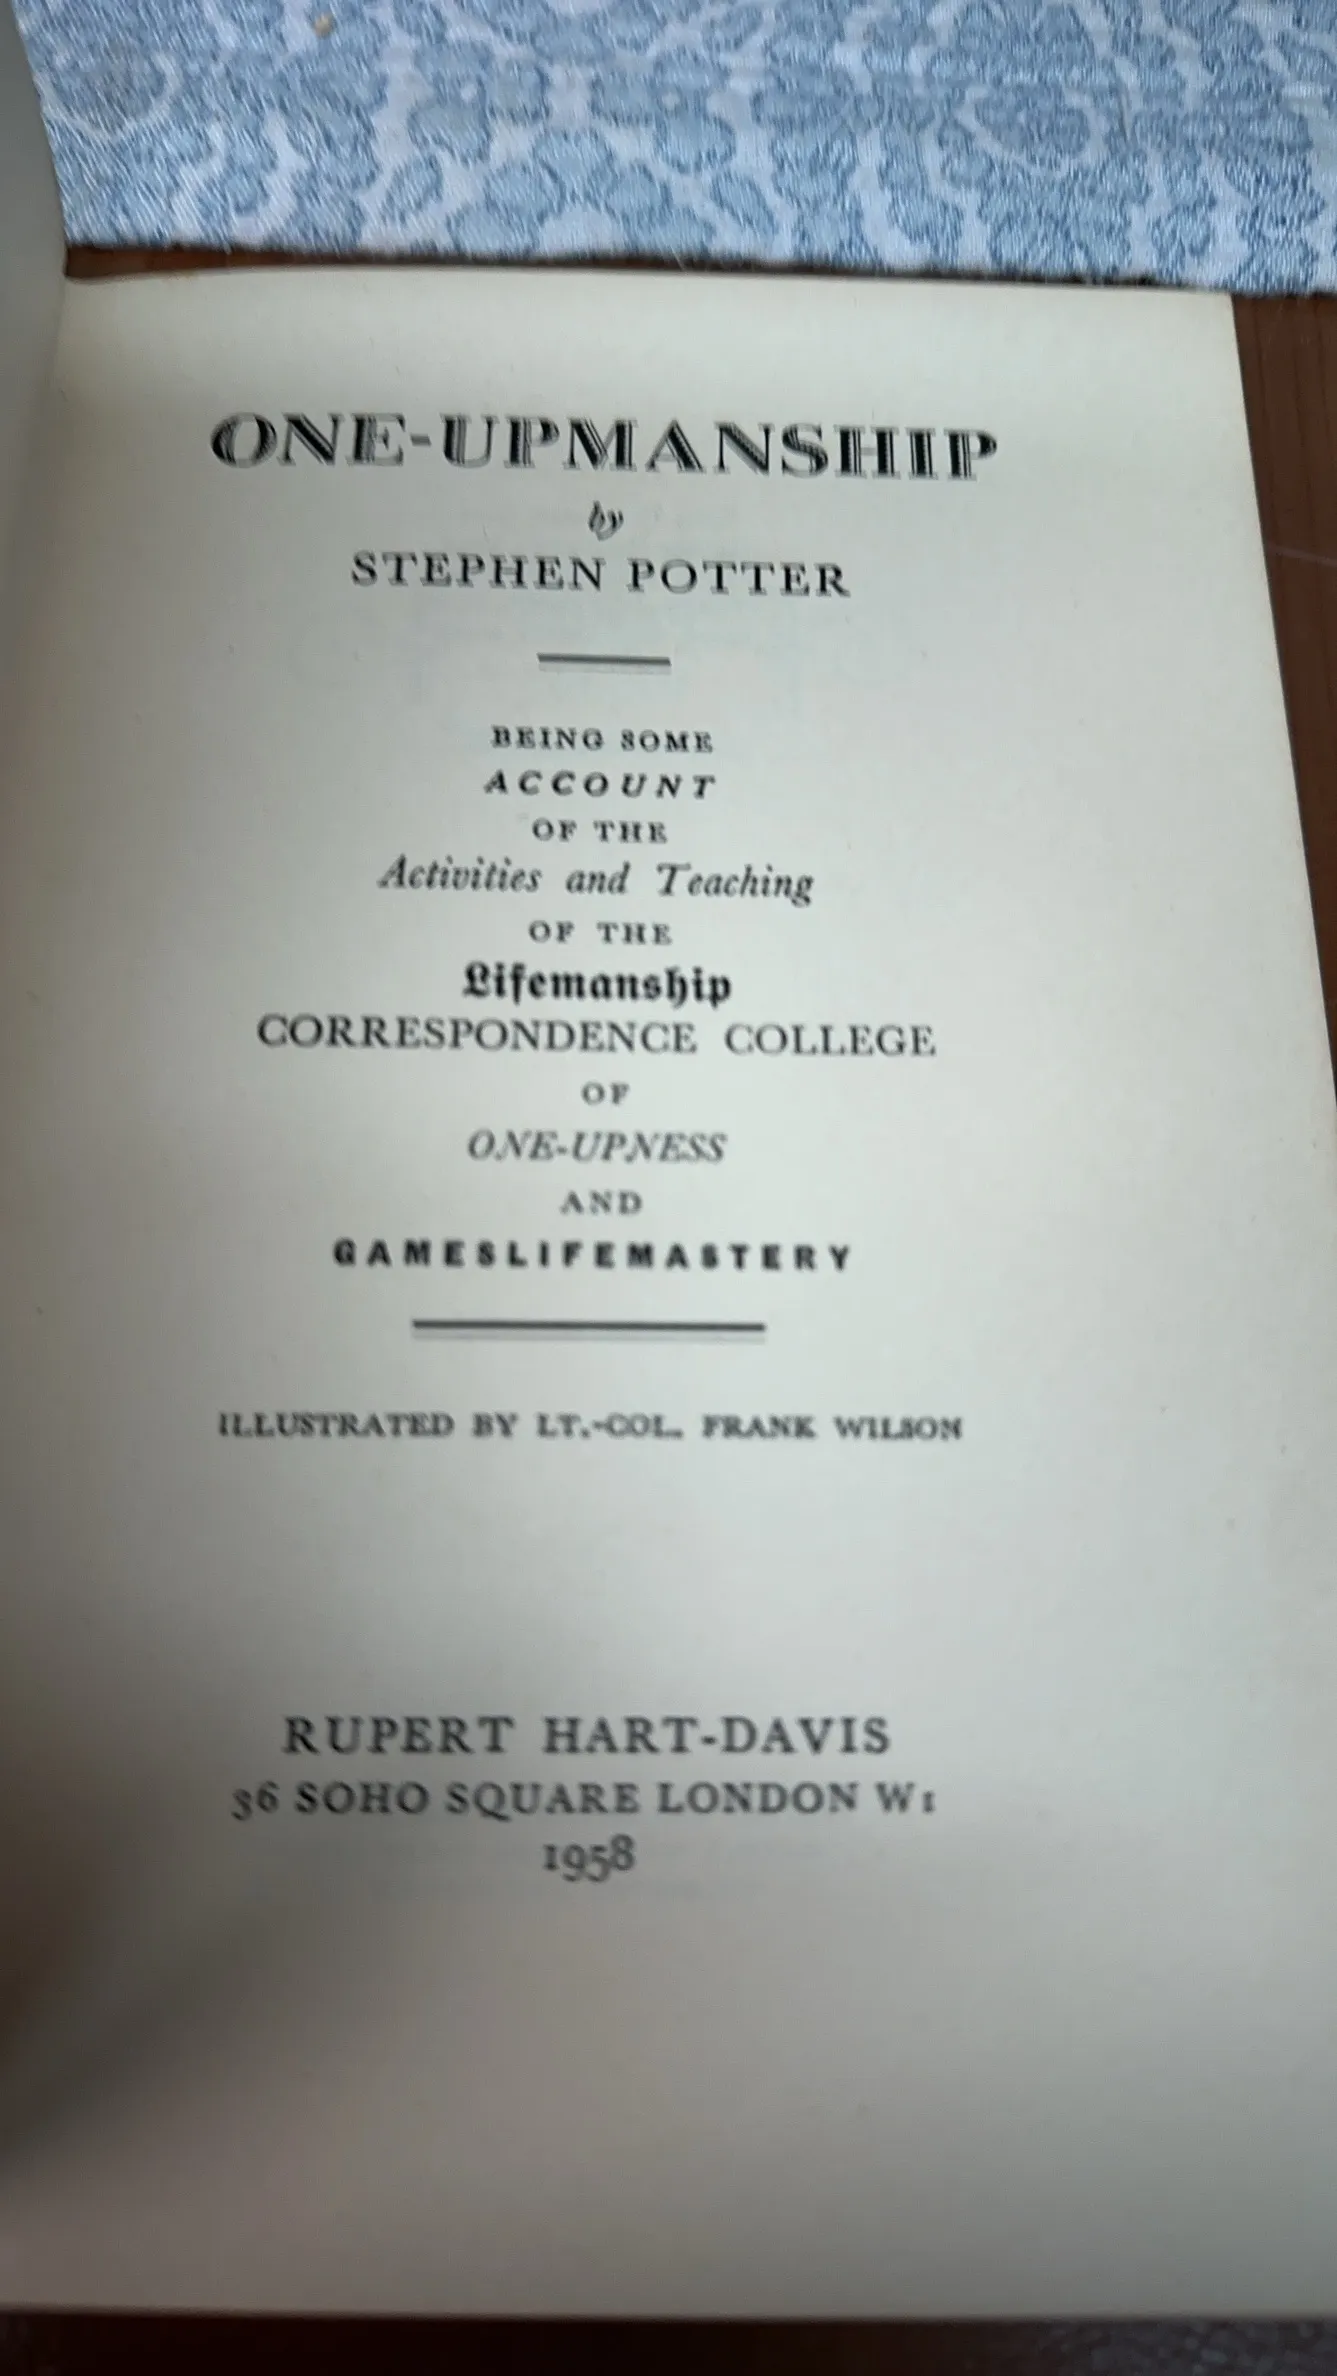 ONE-UPMANSHIP
by
STEPHEN POTTER
BEING SOME
ACCOUNT
OF THE
Activities and Teaching
OF THE
Lifemanship
CORRESPONDENCE COLLEGE
OF
ONE-UPNESS
AND
GAMESLIFEMASTERY
ILLUSTRATED BY LT.-COL. FRANK WILSON
RUPERT HART-DAVIS
36 SOHO SQUARE LONDON W1
1958